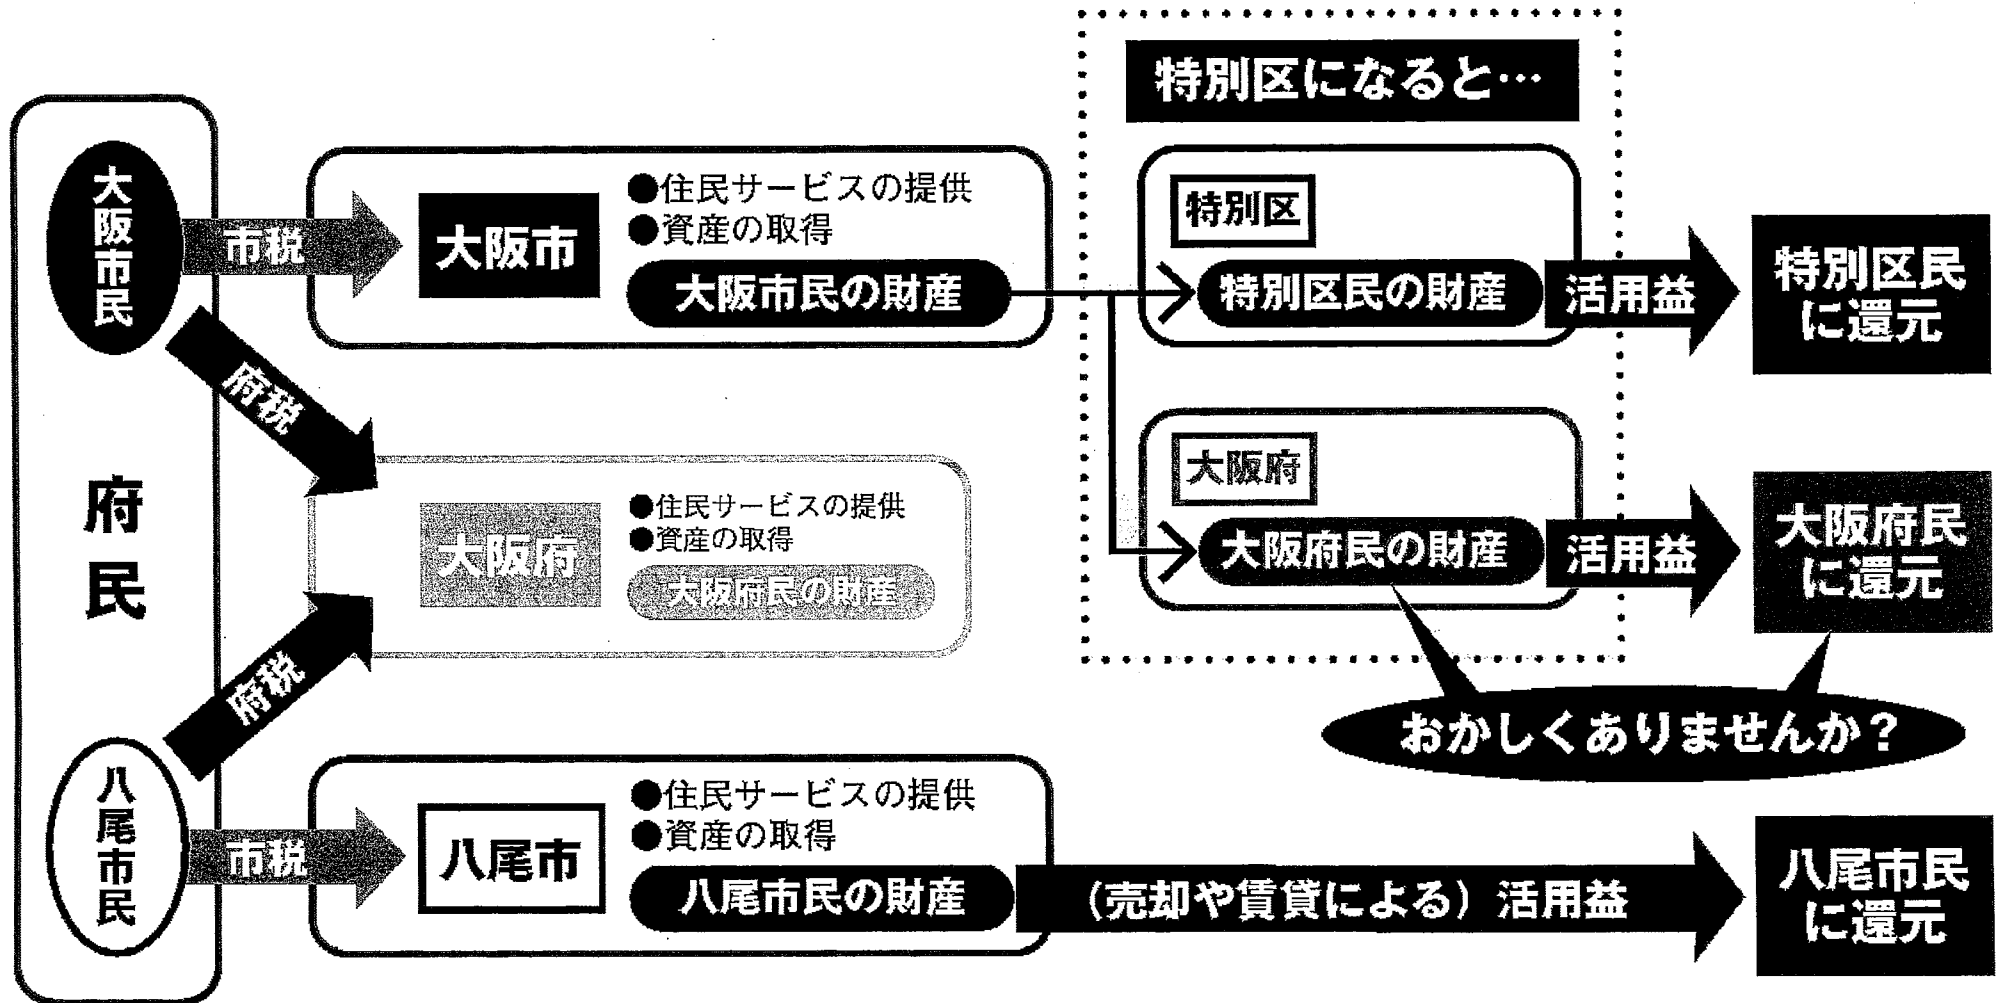 特別区になると…
大阪市民
市税
大阪市
●住民サービスの提供
●資産の取得
大阪市民の財産
特別区
特別区民の財産
活用益
特別区民
に還元
府税
府民
大阪府
●住民サービスの提供
●資産の取得
大阪府民の財産
大阪府
大阪府民の財産
活用益
大阪府民
に還元
おかしくありませんか？
府税
八尾市民
市税
八尾市
●住民サービスの提供
●資産の取得
八尾市民の財産
（売却や賃貸による）活用益
八尾市民
に還元